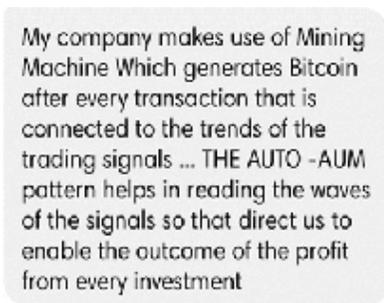 My company makes use of Mining
Machine Which generates Bitcoin
after every transaction that is
connected to the trends of the
trading signals ... THE AUTO -AUM
pattern helps in reading the waves
of the signals so that direct us to
enable the outcome of the profit
from every investment